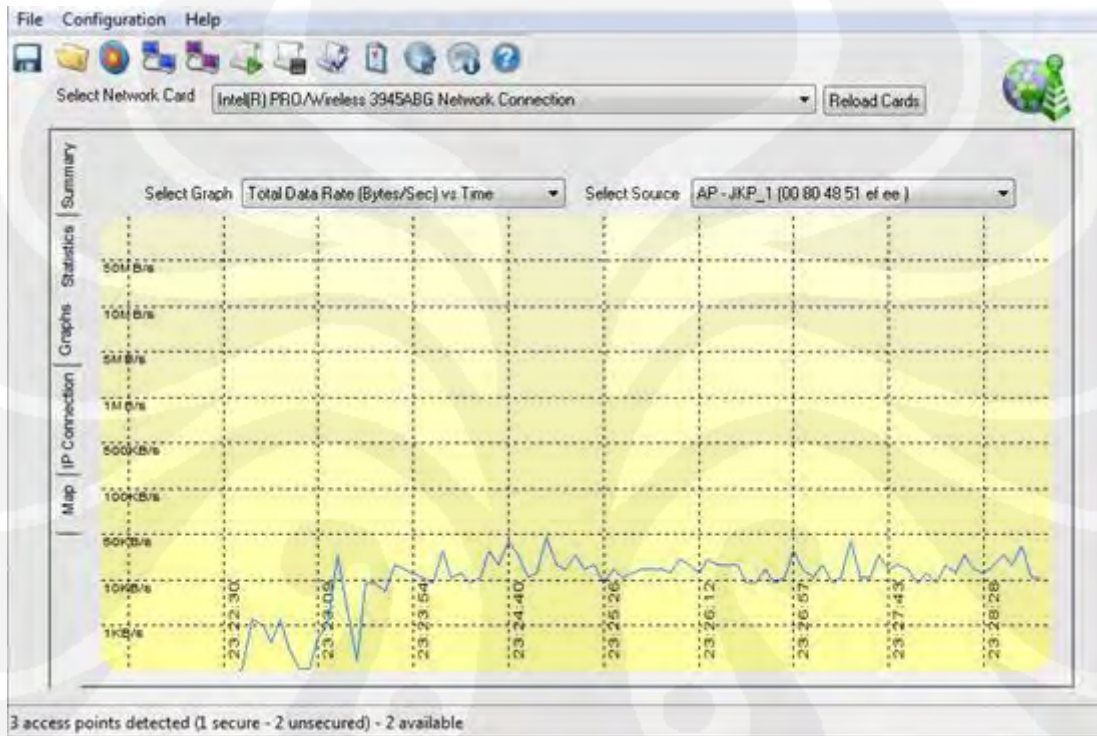 File Configuration Help
Select Network Card Intel(R) PRO/Wireless 3945ABG Network Connection Reload Cards
Summary
Statistics
Graphs
IP Connection
Map
Select Graph Total Data Rate (Bytes/Sec) vs Time Select Source AP - JKP_1 (00 80 48 51 ef ee )
50MB/s
10MB/s
5MB/s
1MB/s
500KB/s
100KB/s
50KB/s
10KB/s
1KB/s
23:22:30
23:23:09
23:23:54
23:24:40
23:25:26
23:26:12
23:26:57
23:27:43
23:28:28
3 access points detected (1 secure - 2 unsecured) - 2 available